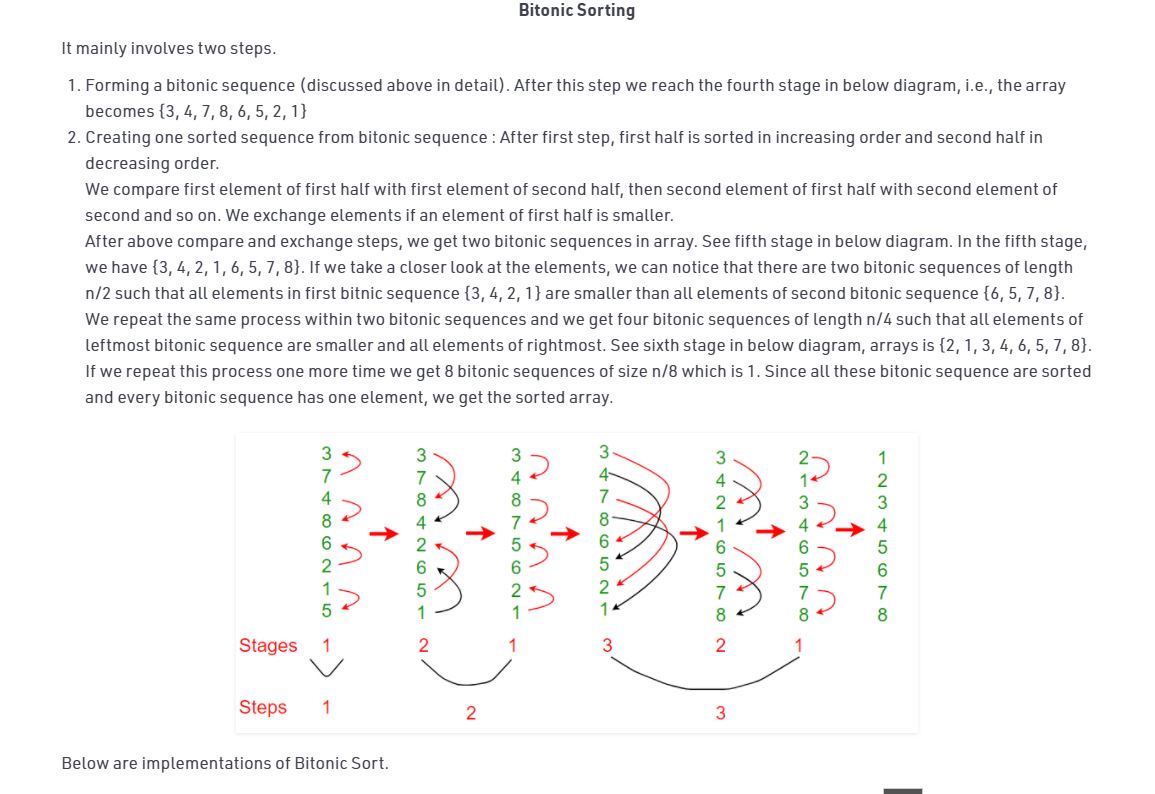 Bitonic Sorting
It mainly involves two steps.
1. Forming a bitonic sequence (discussed above in detail). After this step we reach the fourth stage in below diagram, i.e., the array
becomes {3, 4, 7, 8, 6, 5, 2, 1}
2. Creating one sorted sequence from bitonic sequence : After first step, first half is sorted in increasing order and second half in
decreasing order.
We compare first element of first half with first element of second half, then second element of first half with second element of
second and so on. We exchange elements if an element of first half is smaller.
After above compare and exchange steps, we get two bitonic sequences in array. See fifth stage in below diagram. In the fifth stage,
we have {3, 4, 2, 1, 6, 5, 7, 8}. If we take a closer look at the elements, we can notice that there are two bitonic sequences of length
n/2 such that all elements in first bitnic sequence {3, 4, 2, 1} are smaller than all elements of second bitonic sequence {6, 5, 7, 8}.
We repeat the same process within two bitonic sequences and we get four bitonic sequences of length n/4 such that all elements of
leftmost bitonic sequence are smaller and all elements of rightmost. See sixth stage in below diagram, arrays is {2, 1, 3, 4, 6, 5, 7, 8}.
If we repeat this process one more time we get 8 bitonic sequences of size n/8 which is 1. Since all these bitonic sequence are sorted
and every bitonic sequence has one element, we get the sorted array.
3 3 3 3 3 2 1
7 7 4 4 4 1 2
4 8 8 7 2 3 3
8 4 7 8 1 4 4
6 2 5 6 6 6 5
2 6 6 5 5 5 6
1 5 2 2 7 7 7
5 1 1 1 8 8 8
Stages 1 2 1 3 2 1
Steps 1 2 3
Below are implementations of Bitonic Sort.